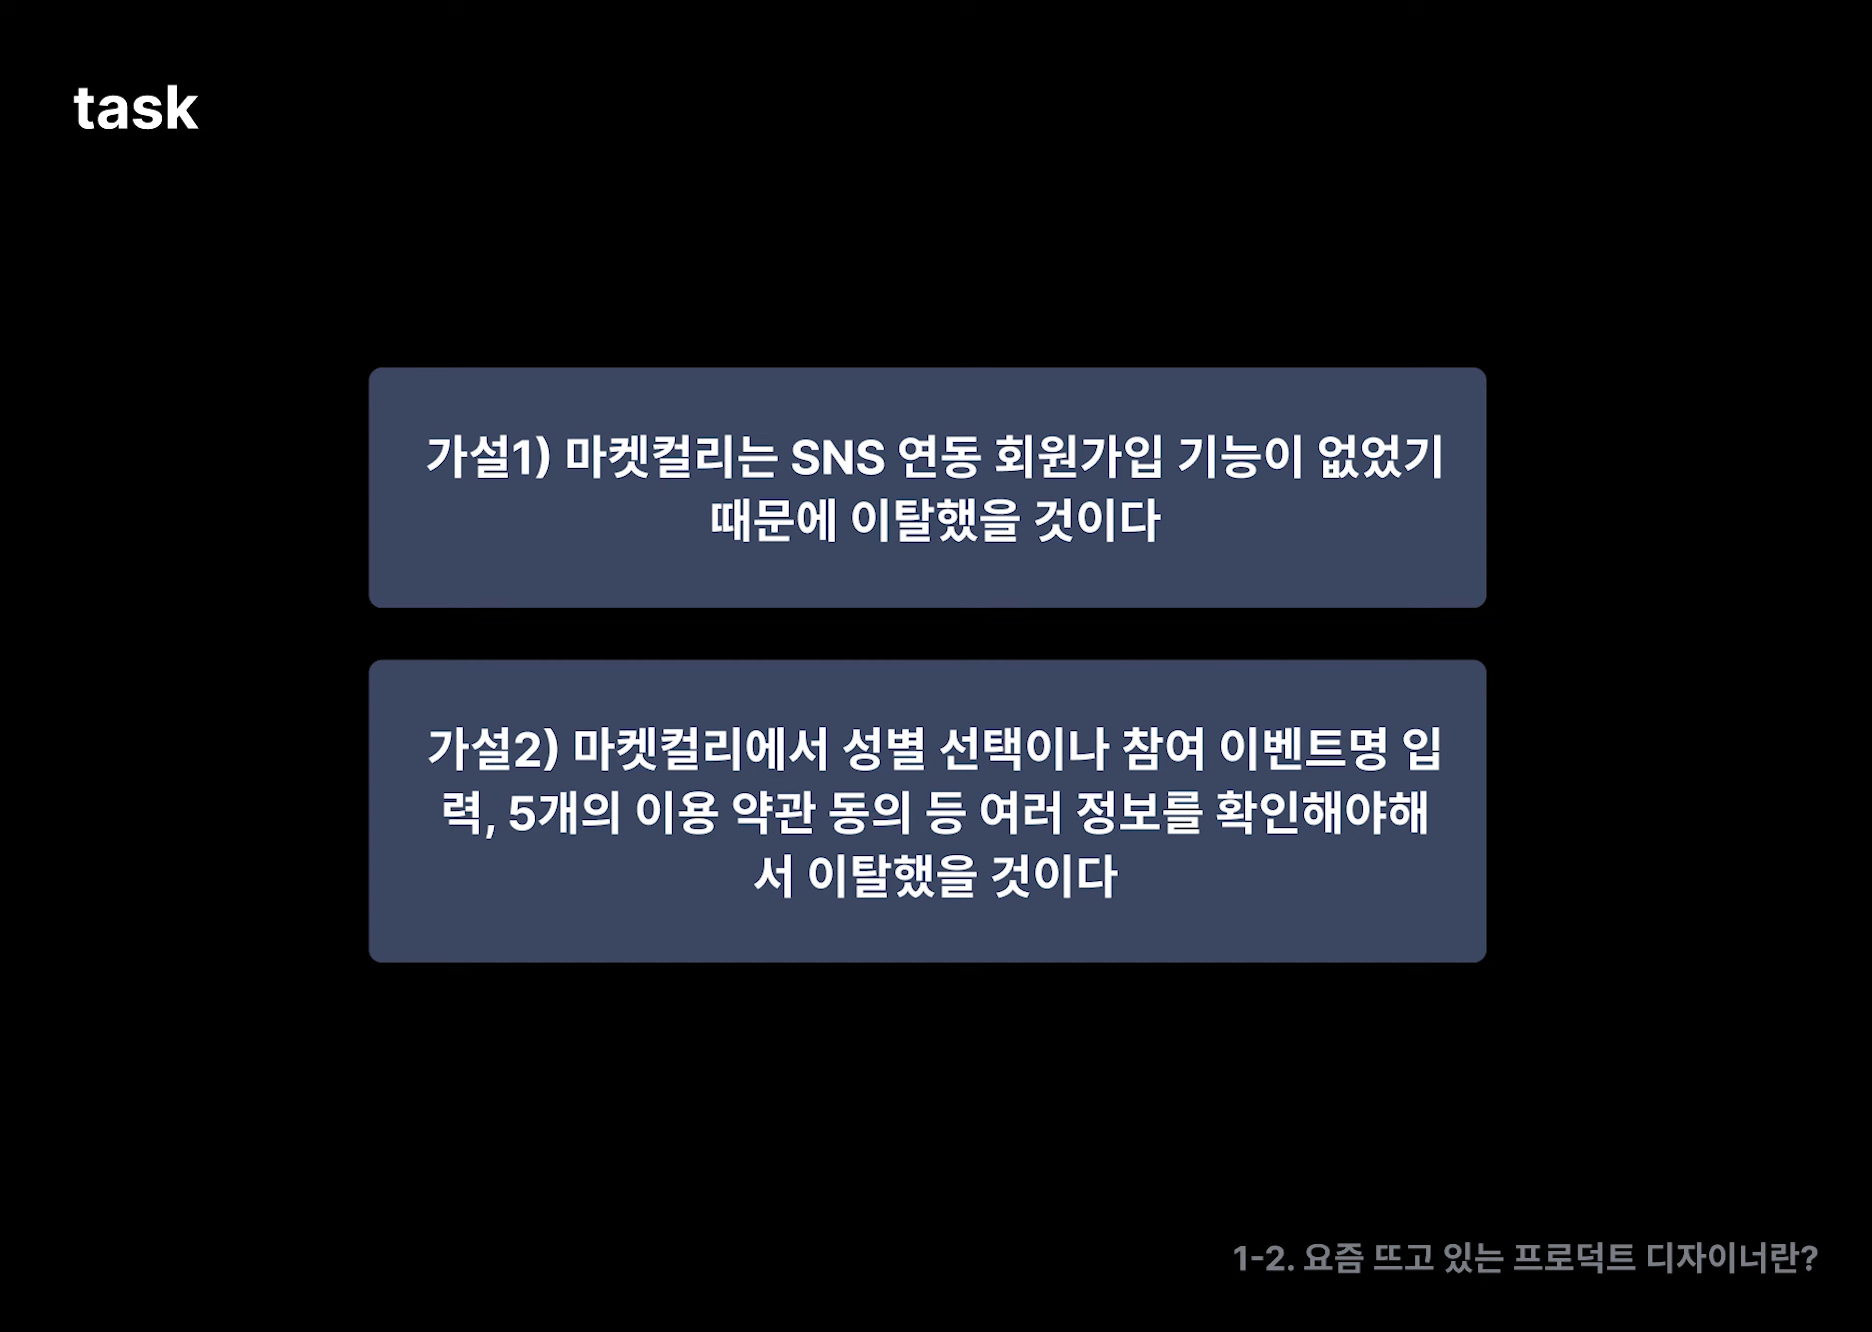 task
가설1) 마켓컬리는 SNS 연동 회원가입 기능이 없었기
때문에 이탈했을 것이다
가설2) 마켓컬리에서 성별 선택이나 참여 이벤트명 입
력, 5개의 이용 약관 동의 등 여러 정보를 확인해야해
서 이탈했을 것이다
1-2. 요즘 뜨고 있는 프로덕트 디자이너란?